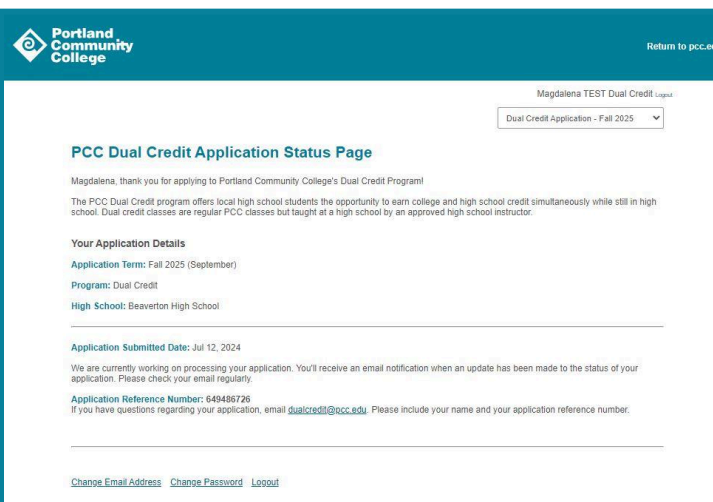 Portland
Community
College
Return to pcc.ed
Magdalena TEST Dual Credit Logout
Dual Credit Application - Fall 2025
PCC Dual Credit Application Status Page
Magdalena, thank you for applying to Portland Community College's Dual Credit Program!
The PCC Dual Credit program offers local high school students the opportunity to earn college and high school credit simultaneously while still in high
school. Dual credit classes are regular PCC classes but taught at a high school by an approved high school instructor.
Your Application Details
Application Term: Fall 2025 (September)
Program: Dual Credit
High School: Beaverton High School
Application Submitted Date: Jul 12, 2024
We are currently working on processing your application. You'll receive an email notification when an update has been made to the status of your
application. Please check your email regularly.
Application Reference Number: 649486726
If you have questions regarding your application, email dualcredit@pcc.edu. Please include your name and your application reference number.
Change Email Address Change Password Logout